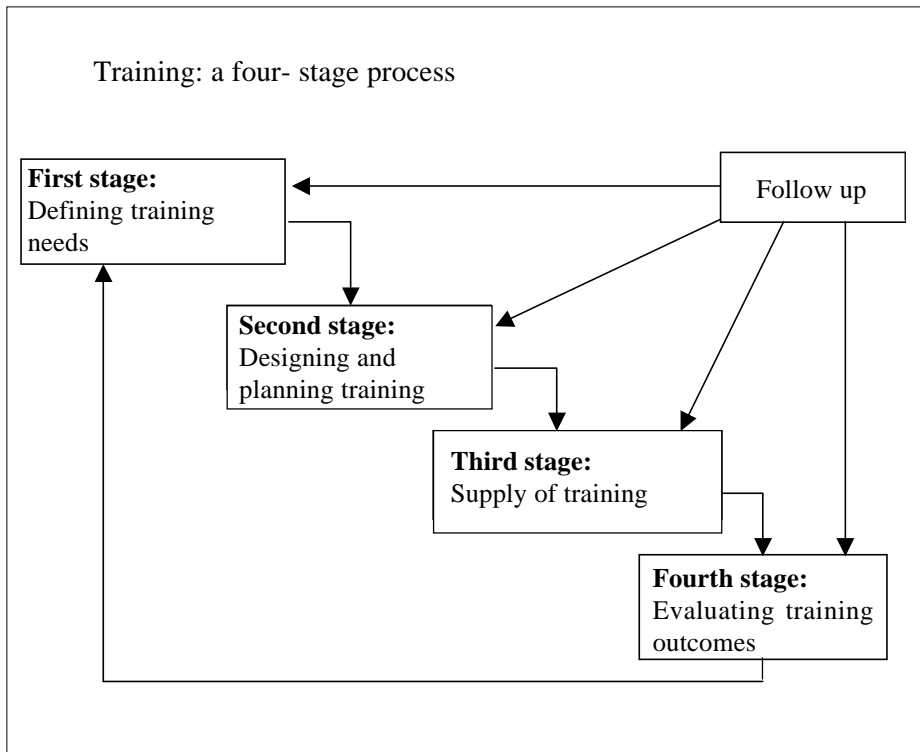 Training: a four- stage process
First stage:
Defining training
needs
Follow up
Second stage:
Designing and
planning training
Third stage:
Supply of training
Fourth stage:
Evaluating training
outcomes